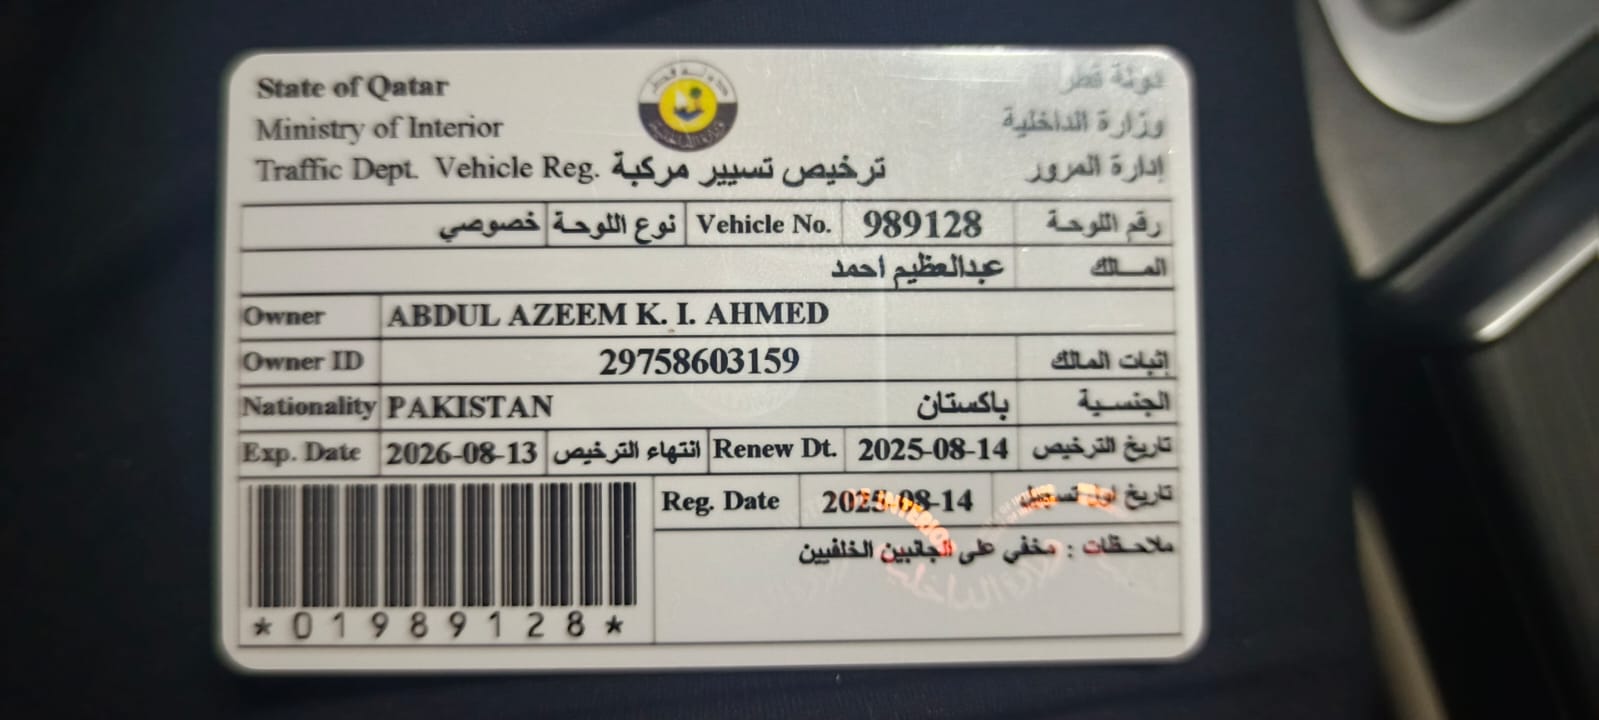 State of Qatar دولة قطر
Ministry of Interior وزارة الداخلية
Traffic Dept. Vehicle Reg. ترخيص تسيير مركبة إدارة المرور
خصوصي نوع اللوحة Vehicle No. 989128 رقم اللوحة
عبدالعظيم احمد المالك
Owner ABDUL AZEEM K. I. AHMED
Owner ID 29758603159 إثبات المالك
Nationality PAKISTAN باكستان الجنسية
Exp. Date 2026-08-13 انتهاء الترخيص Renew Dt. 2025-08-14 تاريخ الترخيص
Reg. Date 2025-08-14 تاريخ اول تسجيل
ملاحظات : مخفي على الجانبين الخلفيين
*01989128*